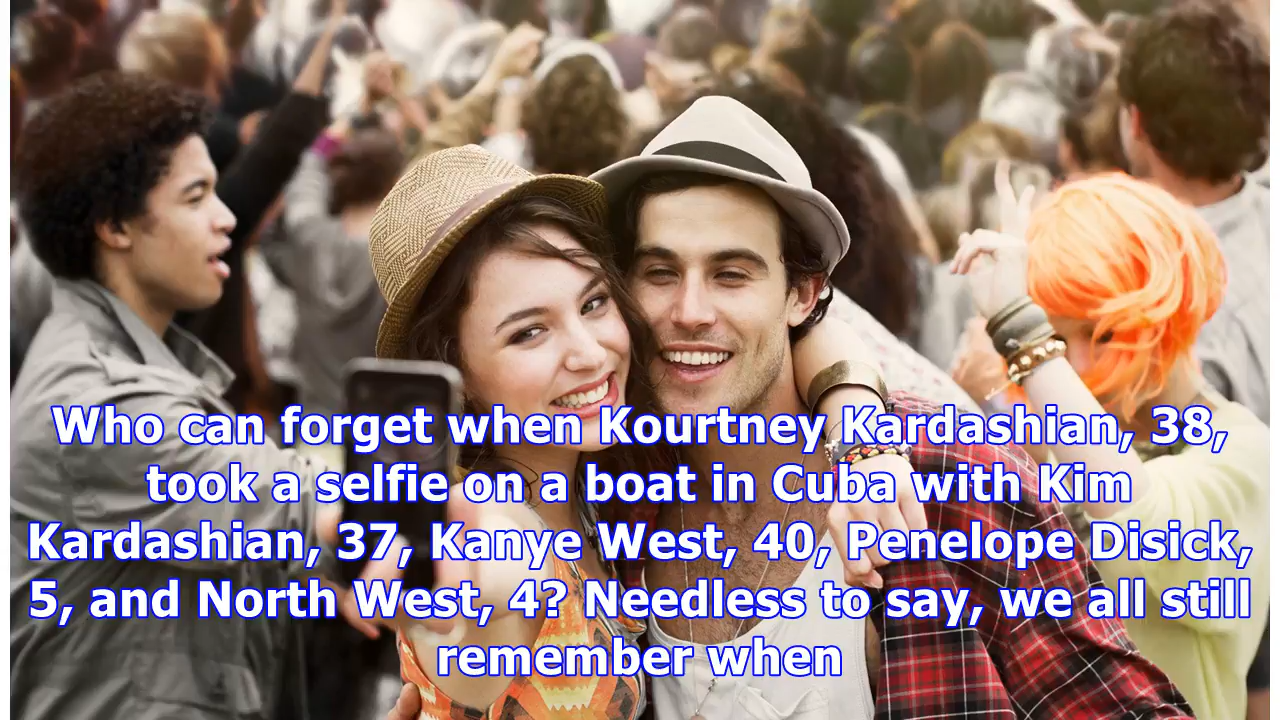 Who can forget when Kourtney Kardashian, 38,
took a selfie on a boat in Cuba with Kim
Kardashian, 37, Kanye West, 40, Penelope Disick,
5, and North West, 4? Needless to say, we all still
remember when